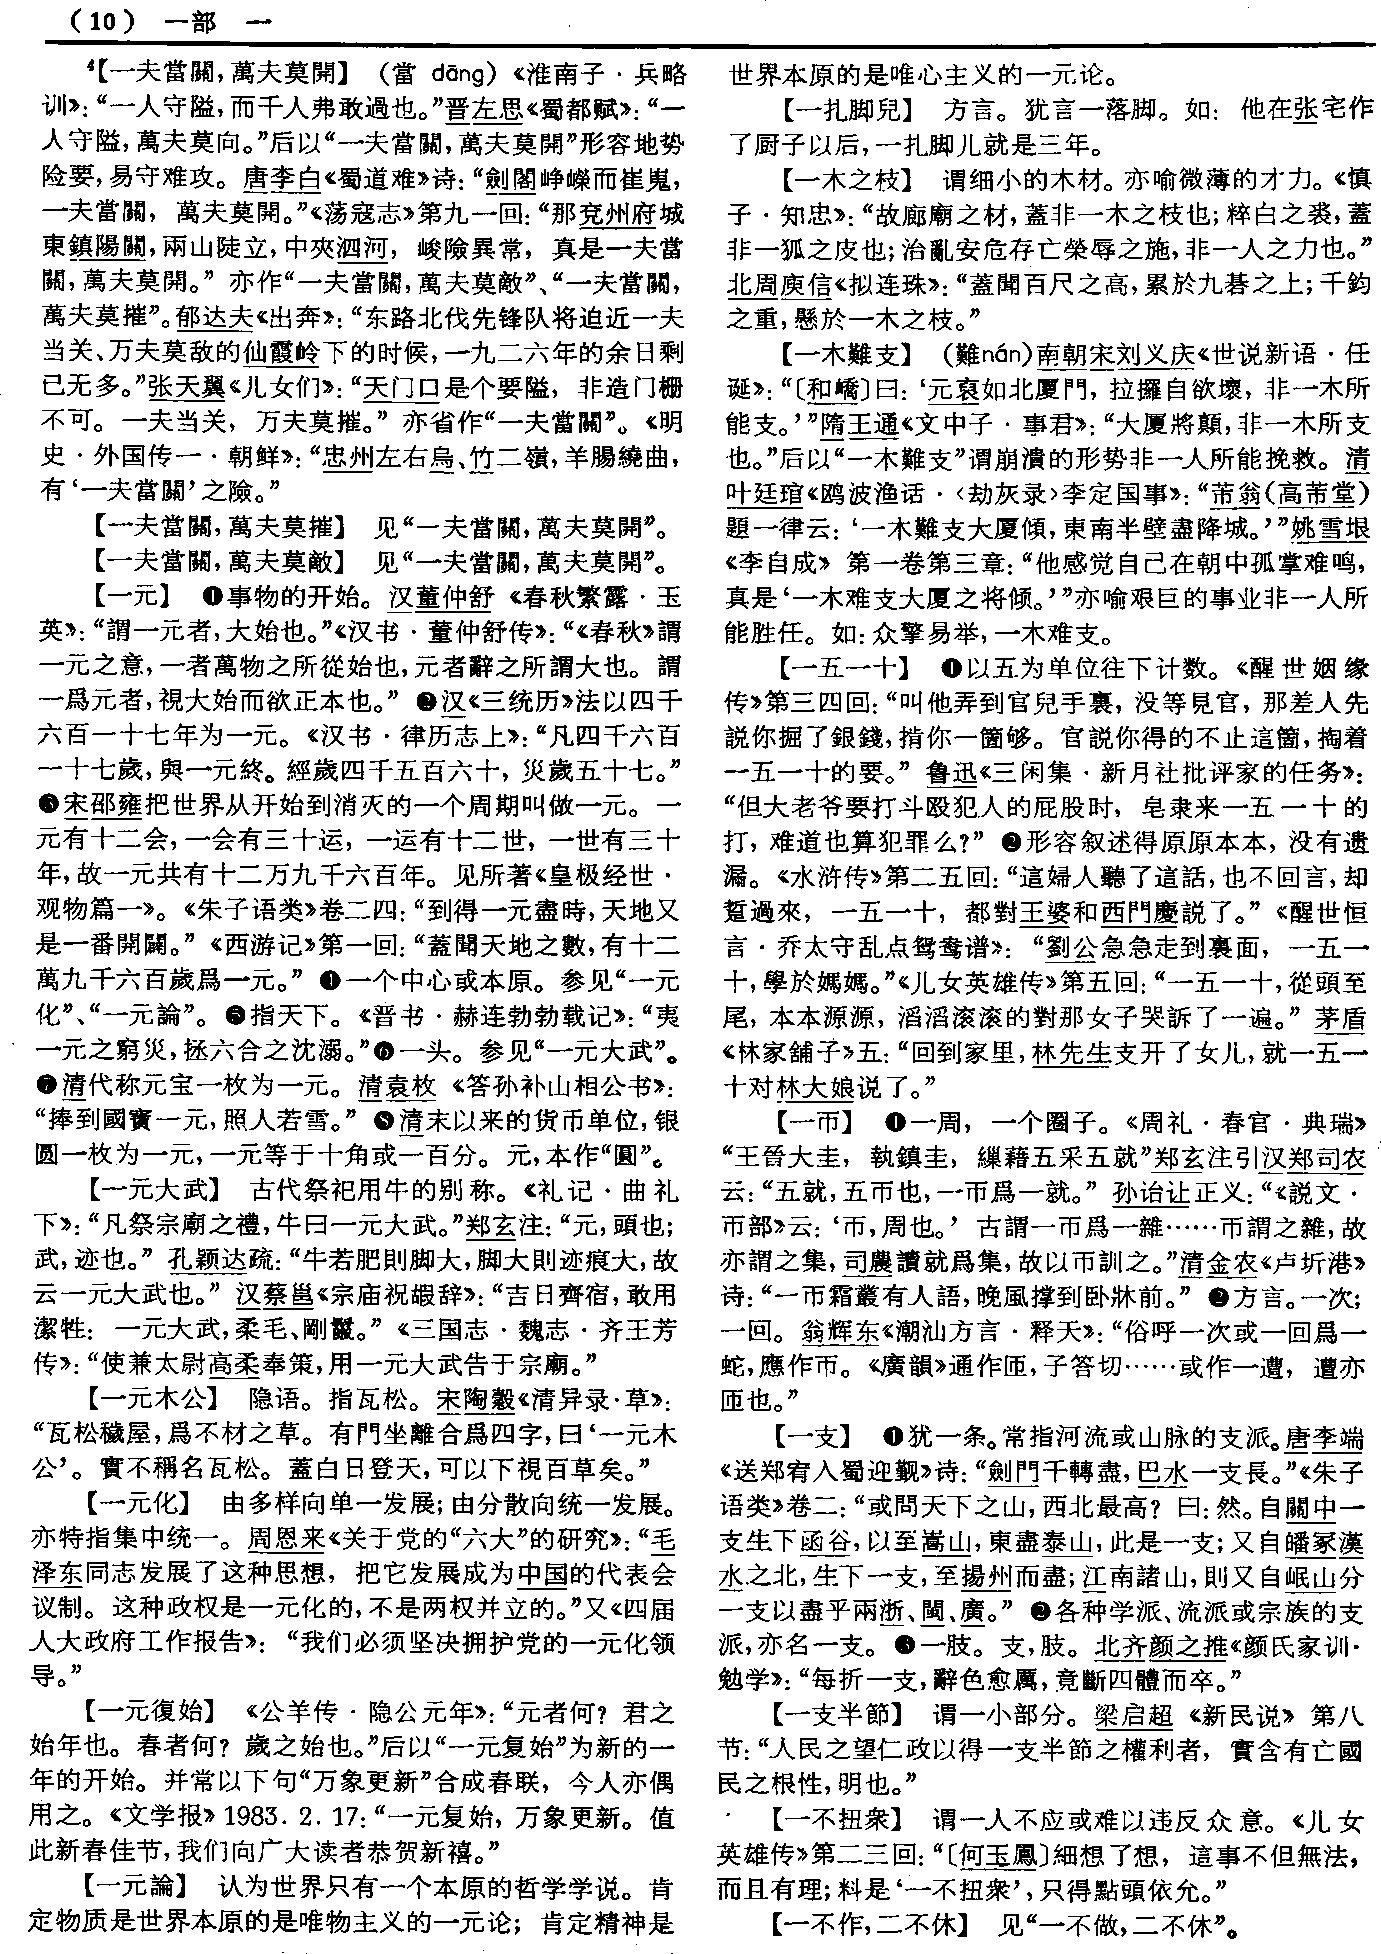 （10） 一部 一
⁴【一夫當關，萬夫莫開】 （當 dāng）《淮南子·兵略
训》：“一人守隘，而千人弗敢過也。”晋左思《蜀都赋》：“一
人守隘，萬夫莫向。”后以“一夫當關，萬夫莫開”形容地势
险要，易守难攻。唐李白《蜀道难》诗：“劍閣崢嶸而崔嵬，
一夫當關，萬夫莫開。”《荡寇志》第九一回：“那兗州府城
東鎮陽關，兩山陡立，中夾泗河，峻險異常，真是一夫當
關，萬夫莫開。” 亦作“一夫當關，萬夫莫敵”、“一夫當關，
萬夫莫摧”。郁达夫《出奔》：“东路北伐先锋队将迫近一夫
当关、万夫莫敌的仙霞岭下的时候，一九二六年的余日剩
已无多。”张天翼《儿女们》：“天门口是个要隘，非造门栅
不可。一夫当关，万夫莫摧。” 亦省作“一夫當關”。《明
史·外国传一·朝鲜》：“忠州左右烏、竹二嶺，羊腸繞曲，
有‘一夫當關’之險。”
【一夫當關，萬夫莫摧】 见“一夫當關，萬夫莫開”。
【一夫當關，萬夫莫敵】 见“一夫當關，萬夫莫開”。
【一元】 ❶事物的开始。汉董仲舒《春秋繁露·玉
英》：“謂一元者，大始也。”《汉书·董仲舒传》：“《春秋》謂
一元之意，一者萬物之所從始也，元者辭之所謂大也。謂
一爲元者，視大始而欲正本也。” ❷汉《三统历》法以四千
六百一十七年为一元。《汉书·律历志上》：“凡四千六百
一十七歲，與一元終。經歲四千五百六十，災歲五十七。”
❸宋邵雍把世界从开始到消灭的一个周期叫做一元。一
元有十二会，一会有三十运，一运有十二世，一世有三十
年，故一元共有十二万九千六百年。见所著《皇极经世·
观物篇一》。《朱子语类》卷二四：“到得一元盡時，天地又
是一番開闢。”《西游记》第一回：“蓋聞天地之數，有十二
萬九千六百歲爲一元。” ❹一个中心或本原。参见“一元
化”、“一元論”。❺指天下。《晋书·赫连勃勃载记》：“夷
一元之窮災，拯六合之沈溺。”❻一头。参见“一元大武”。
❼清代称元宝一枚为一元。清袁枚《答孙补山相公书》：
“捧到國寶一元，照人若雪。” ❽清末以来的货币单位，银
圆一枚为一元，一元等于十角或一百分。元，本作“圓”。
【一元大武】 古代祭祀用牛的别称。《礼记·曲礼
下》：“凡祭宗廟之禮，牛曰一元大武。”郑玄注：“元，頭也；
武，迹也。” 孔颖达疏：“牛若肥則脚大，脚大則迹痕大，故
云一元大武也。” 汉蔡邕《宗庙祝嘏辞》：“吉日齊宿，敢用
潔牲：一元大武，柔毛、剛鬣。”《三国志·魏志·齐王芳
传》：“使兼太尉高柔奉策，用一元大武告于宗廟。”
【一元木公】 隐语。指瓦松。宋陶穀《清异录·草》：
“瓦松穢屋，爲不材之草。有門坐離合爲四字，曰‘一元木
公’。實不稱名瓦松。蓋白日登天，可以下視百草矣。”
【一元化】 由多样向单一发展；由分散向统一发展。
亦特指集中统一。周恩来《关于党的“六大”的研究》：“毛
泽东同志发展了这种思想，把它发展成为中国的代表会
议制。这种政权是一元化的，不是两权并立的。”又《四届
人大政府工作报告》：“我们必须坚决拥护党的一元化领
导。”
【一元復始】 《公羊传·隐公元年》：“元者何？君之
始年也。春者何？歲之始也。”后以“一元复始”为新的一
年的开始。并常以下句“万象更新”合成春联，今人亦偶
用之。《文学报》1983．2．17：“一元复始，万象更新。值
此新春佳节，我们向广大读者恭贺新禧。”
【一元論】 认为世界只有一个本原的哲学学说。肯
定物质是世界本原的是唯物主义的一元论；肯定精神是
世界本原的是唯心主义的一元论。
【一扎脚兒】 方言。犹言一落脚。如：他在张宅作
了厨子以后，一扎脚儿就是三年。
【一木之枝】 谓细小的木材。亦喻微薄的才力。《慎
子·知忠》：“故廊廟之材，蓋非一木之枝也；粹白之裘，蓋
非一狐之皮也；治亂安危存亡榮辱之施，非一人之力也。”
北周庾信《拟连珠》：“蓋聞百尺之高，累於九碁之上；千鈞
之重，懸於一木之枝。”
【一木難支】 （難nán）南朝宋刘义庆《世说新语·任
诞》：“〔和嶠〕曰：‘元裒如北厦門，拉攞自欲壞，非一木所
能支。’”隋王通《文中子·事君》：“大厦將顛，非一木所支
也。”后以“一木難支”谓崩溃的形势非一人所能挽救。清
叶廷琯《鸥波渔话·〈劫灰录〉李定国事》：“芾翁（高芾堂）
題一律云：‘一木難支大厦傾，東南半壁盡降城。’”姚雪垠
《李自成》第一卷第三章：“他感觉自己在朝中孤掌难鸣，
真是‘一木难支大厦之将倾。’”亦喻艰巨的事业非一人所
能胜任。如：众擎易举，一木难支。
【一五一十】 ❶以五为单位往下计数。《醒世姻缘
传》第三四回：“叫他弄到官兒手裏，没等見官，那差人先
説你掘了銀錢，掯你一箇够。官説你得的不止這箇，掏着
一五一十的要。” 鲁迅《三闲集·新月社批评家的任务》：
“但大老爷要打斗殴犯人的屁股时，皂隶来一五一十的
打，难道也算犯罪么？” ❷形容叙述得原原本本，没有遗
漏。《水浒传》第二五回：“這婦人聽了這話，也不回言，却
踅過來，一五一十，都對王婆和西門慶説了。”《醒世恒
言·乔太守乱点鸳鸯谱》：“劉公急急走到裏面，一五一
十，學於媽媽。”《儿女英雄传》第五回：“一五一十，從頭至
尾，本本源源，滔滔滚滚的對那女子哭訴了一遍。” 茅盾
《林家舖子》五：“回到家里，林先生支开了女儿，就一五一
十对林大娘说了。”
【一帀】 ❶一周，一个圈子。《周礼·春官·典瑞》
“王晉大圭，執鎮圭，繅藉五采五就”郑玄注引汉郑司农
云：“五就，五帀也，一帀爲一就。” 孙诒让正义：“《説文·
帀部》云：‘帀，周也。’ 古謂一帀爲一雜……帀謂之雜，故
亦謂之集，司農讀就爲集，故以帀訓之。”清金农《卢圻港》
诗：“一帀霜叢有人語，晚風撑到卧牀前。” ❷方言。一次；
一回。翁辉东《潮汕方言·释天》：“俗呼一次或一回爲一
蛇，應作帀。《廣韻》通作匝，子答切……或作一遭，遭亦
匝也。”
【一支】 ❶犹一条。常指河流或山脉的支派。唐李端
《送郑宥入蜀迎觐》诗：“劍門千轉盡，巴水一支長。”《朱子
语类》卷二：“或問天下之山，西北最高？曰：然。自關中一
支生下函谷，以至嵩山，東盡泰山，此是一支；又自皤冢漢
水之北，生下一支，至揚州而盡；江南諸山，則又自岷山分
一支以盡乎兩浙、閩、廣。” ❷各种学派、流派或宗族的支
派，亦名一支。❸一肢。支，肢。北齐颜之推《颜氏家训·
勉学》：“每折一支，辭色愈厲，竟斷四體而卒。”
【一支半節】 谓一小部分。梁启超《新民说》第八
节：“人民之望仁政以得一支半節之權利者，實含有亡國
民之根性，明也。”
【一不扭衆】 谓一人不应或难以违反众意。《儿女
英雄传》第二三回：“〔何玉鳳〕細想了想，這事不但無法，
而且有理；料是‘一不扭衆’，只得點頭依允。”
【一不作，二不休】 见“一不做，二不休”。